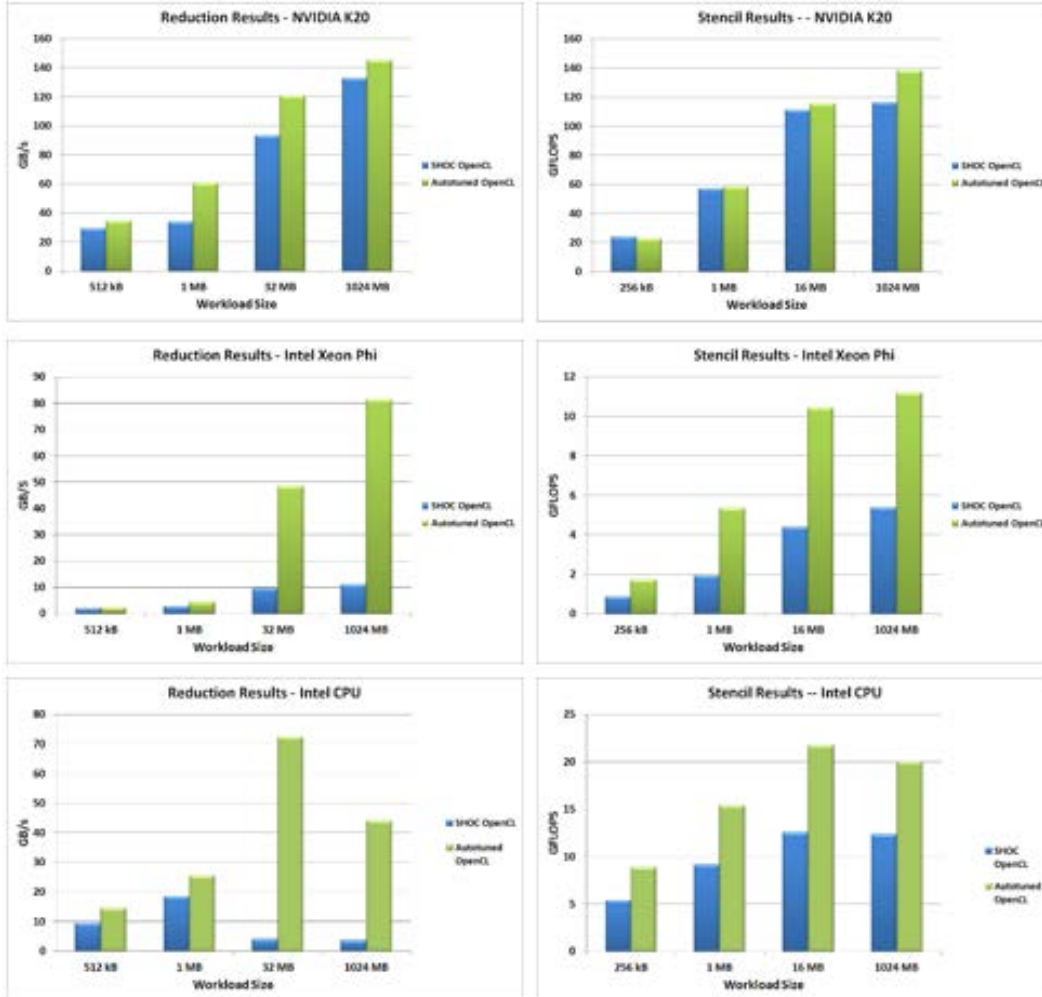 Reduction Results - NVIDIA K20
160
140
120
100
80
60
40
20
0
GB/s
512 kB
1 MB
32 MB
1024 MB
Workload Size
SHOC OpenCL
Autotuned OpenCL
Stencil Results - - NVIDIA K20
160
140
120
100
80
60
40
20
0
GFLOPS
256 kB
1 MB
16 MB
1024 MB
Workload Size
SHOC OpenCL
Autotuned OpenCL
Reduction Results - Intel Xeon Phi
90
80
70
60
50
40
30
20
10
0
GB/S
512 kB
1 MB
32 MB
1024 MB
Workload Size
SHOC OpenCL
Autotuned OpenCL
Stencil Results - Intel Xeon Phi
12
10
8
6
4
2
0
GFLOPS
256 kB
1 MB
16 MB
1024 MB
Workload Size
SHOC OpenCL
Autotuned OpenCL
Reduction Results - Intel CPU
80
70
60
50
40
30
20
10
0
GB/s
512 kB
1 MB
32 MB
1024 MB
Workload Size
SHOC OpenCL
Autotuned
OpenCL
Stencil Results -- Intel CPU
25
20
15
10
5
0
GFLOPS
256 kB
1 MB
16 MB
1024 MB
Workload Size
SHOC
OpenCL
Autotuned
OpenCL